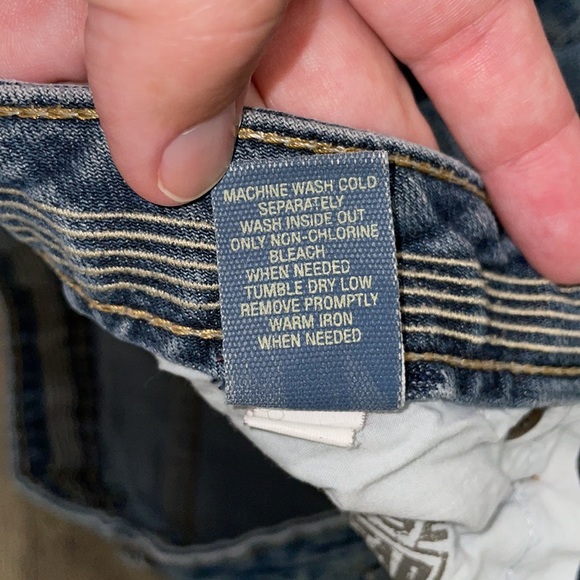 MACHINE WASH COLD
SEPARATELY
WASH INSIDE OUT
ONLY NON-CHLORINE
BLEACH
WHEN NEEDED
TUMBLE DRY LOW
REMOVE PROMPTLY
WARM IRON
WHEN NEEDED